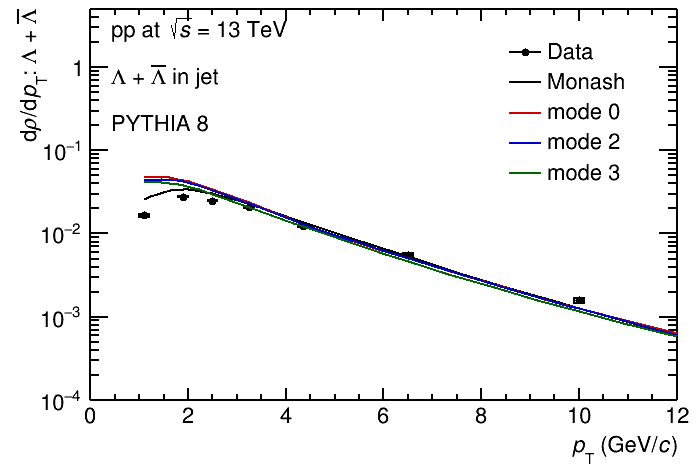 dρ/dp_T: Λ + Λ̅
pp at √s = 13 TeV
Λ + Λ̅ in jet
PYTHIA 8
Data
Monash
mode 0
mode 2
mode 3
1
10⁻¹
10⁻²
10⁻³
10⁻⁴
0 2 4 6 8 10 12
p_T (GeV/c)